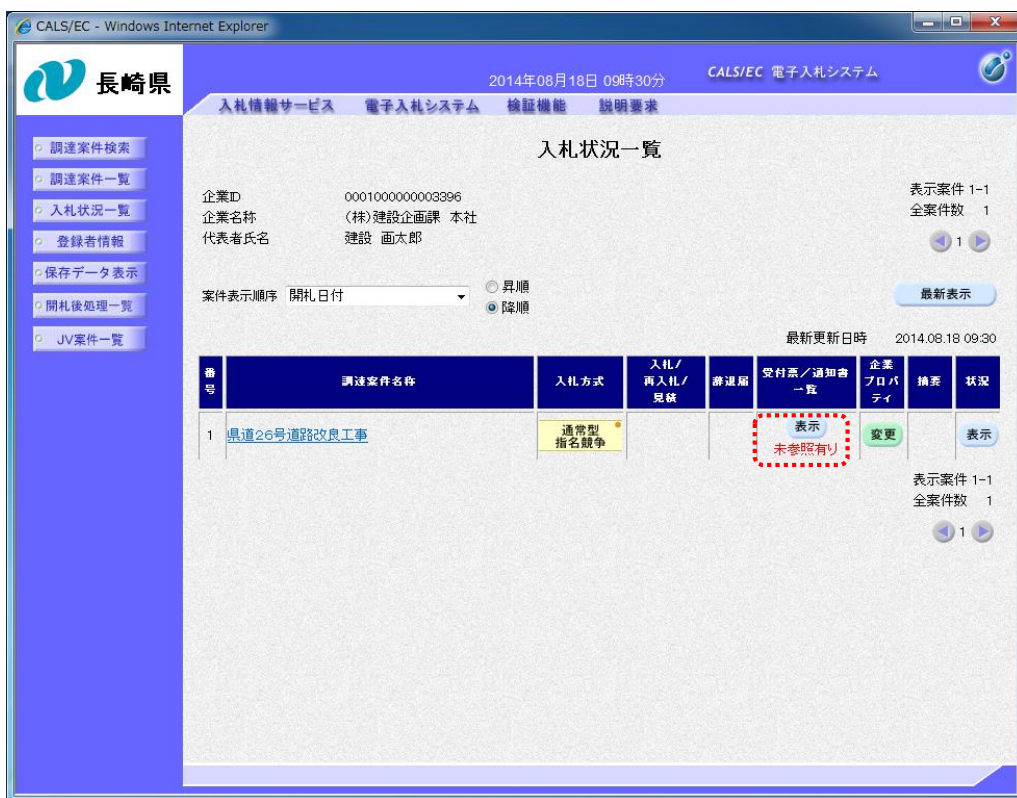 CALS/EC - Windows Internet Explorer
長崎県
2014年08月18日 09時30分
CALS/EC 電子入札システム
入札情報サービス 電子入札システム 検証機能 説明要求
調達案件検索
調達案件一覧
入札状況一覧
登録者情報
保存データ表示
開札後処理一覧
JV案件一覧
入札状況一覧
企業ID 0001000000003396
企業名称 (株)建設企画課 本社
代表者氏名 建設 画太郎
表示案件 1-1
全案件数 1
1
案件表示順序 開札日付
昇順
降順
最新表示
最新更新日時 2014.08.18 09:30
番号 調達案件名称 入札方式 入札/再入札/見積 辞退届 受付票/通知書一覧 企業プロパティ 摘要 状況
1 県道26号道路改良工事 通常型指名競争 表示 未参照有り 変更 表示
表示案件 1-1
全案件数 1
1